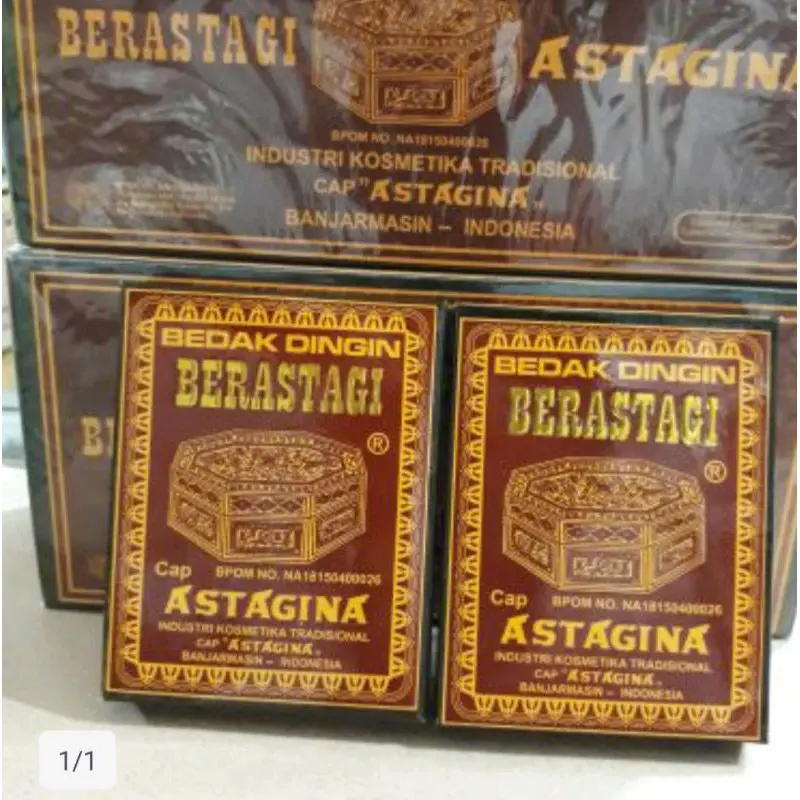 BERASTAGI
ASTAGINA
BPOM NO. NA18150400026
INDUSTRI KOSMETIKA TRADISIONAL
CAP "ASTAGINA"
BANJARMASIN – INDONESIA
BEDAK DINGIN
BERASTAGI
®
Cap BPOM NO. NA18150400026
ASTAGINA
INDUSTRI KOSMETIKA TRADISIONAL
CAP "ASTAGINA"
BANJARMASIN – INDONESIA
BEDAK DINGIN
BERASTAGI
®
Cap BPOM NO. NA18150400026
ASTAGINA
INDUSTRI KOSMETIKA TRADISIONAL
CAP "ASTAGINA"
BANJARMASIN – INDONESIA
1/1